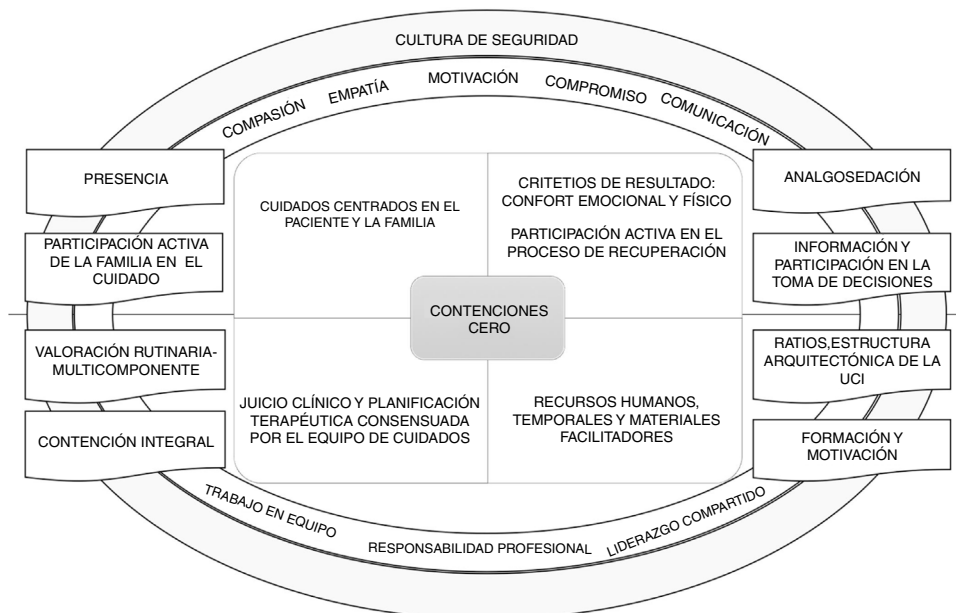 CULTURA DE SEGURIDAD
COMPASIÓN
EMPATÍA
MOTIVACIÓN
COMPROMISO
COMUNICACIÓN
PRESENCIA
PARTICIPACIÓN ACTIVA
DE LA FAMILIA EN EL
CUIDADO
VALORACIÓN RUTINARIA-
MULTICOMPONENTE
CONTENCIÓN INTEGRAL
CUIDADOS CENTRADOS EN EL
PACIENTE Y LA FAMILIA
CRITETIOS DE RESULTADO:
CONFORT EMOCIONAL Y FÍSICO
PARTICIPACIÓN ACTIVA EN EL
PROCESO DE RECUPERACIÓN
CONTENCIONES
CERO
JUICIO CLÍNICO Y PLANIFICACIÓN
TERAPÉUTICA CONSENSUADA
POR EL EQUIPO DE CUIDADOS
RECURSOS HUMANOS,
TEMPORALES Y MATERIALES
FACILITADORES
ANALGOSEDACIÓN
INFORMACIÓN Y
PARTICIPACIÓN EN LA
TOMA DE DECISIONES
RATIOS,ESTRUCTURA
ARQUITECTÓNICA DE LA
UCI
FORMACIÓN Y
MOTIVACIÓN
TRABAJO EN EQUIPO
RESPONSABILIDAD PROFESIONAL
LIDERAZGO COMPARTIDO